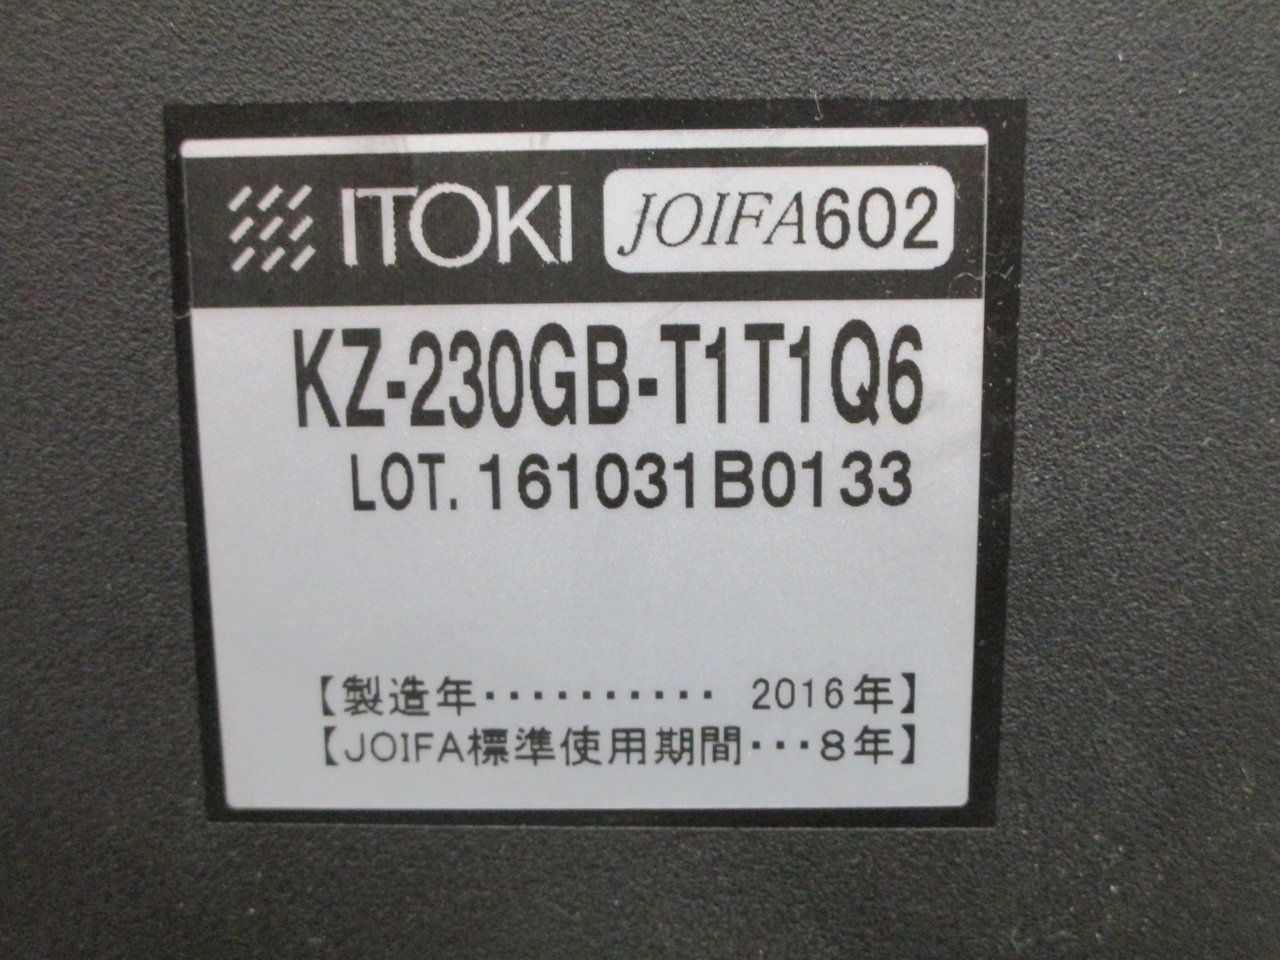 ITOKI JOIFA602
KZ-230GB-T1T1Q6
LOT. 161031B0133
【製造年・・・・・・・・・・ 2016年】
【JOIFA標準使用期間・・・8年】